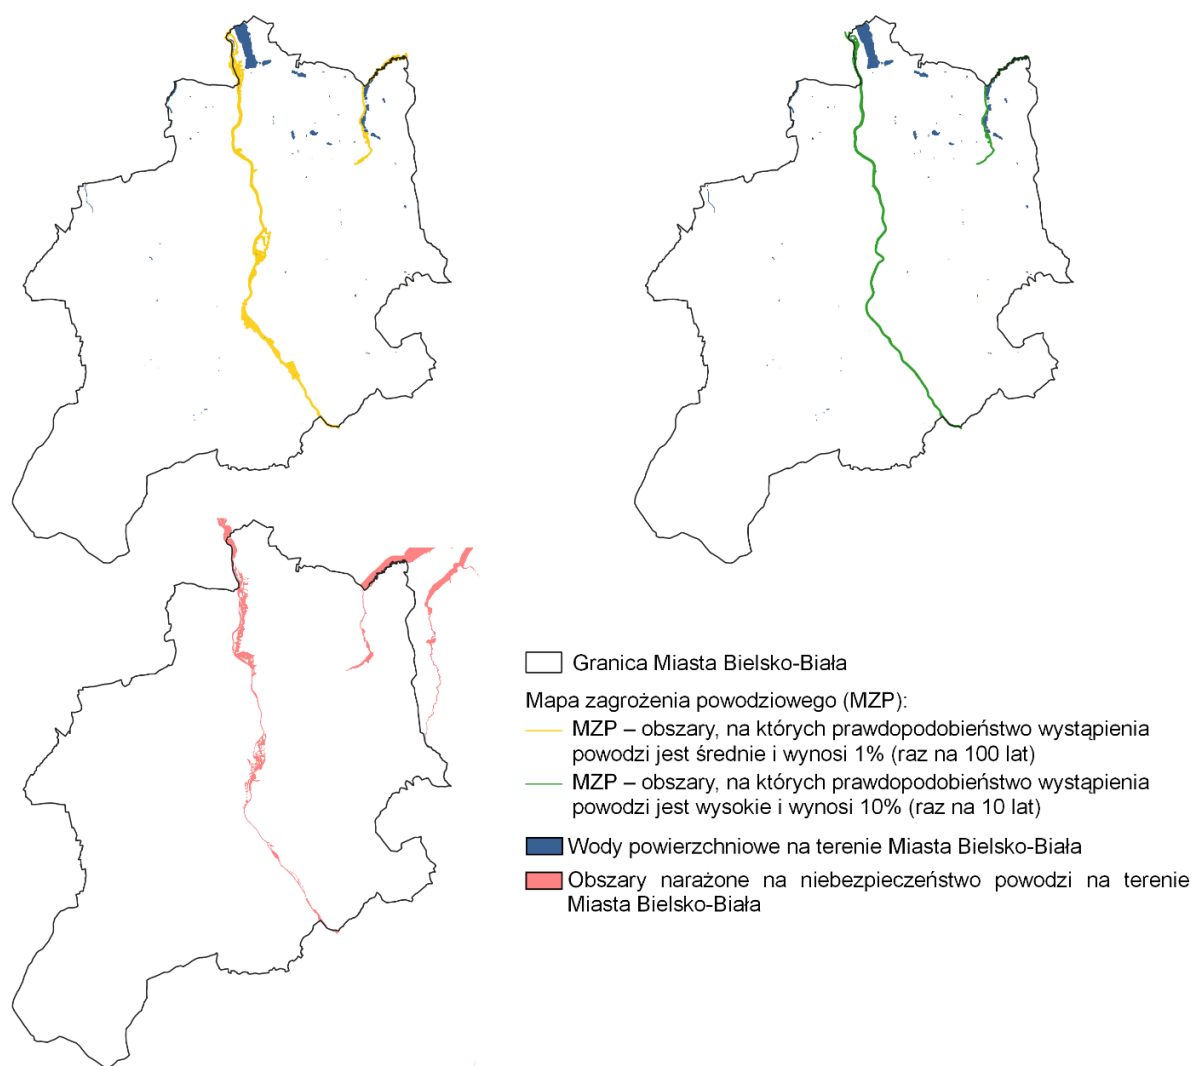 Granica Miasta Bielsko-Biała
Mapa zagrożenia powodziowego (MZP):
MZP – obszary, na których prawdopodobieństwo wystąpienia
powodzi jest średnie i wynosi 1% (raz na 100 lat)
MZP – obszary, na których prawdopodobieństwo wystąpienia
powodzi jest wysokie i wynosi 10% (raz na 10 lat)
Wody powierzchniowe na terenie Miasta Bielsko-Biała
Obszary narażone na niebezpieczeństwo powodzi na terenie
Miasta Bielsko-Biała